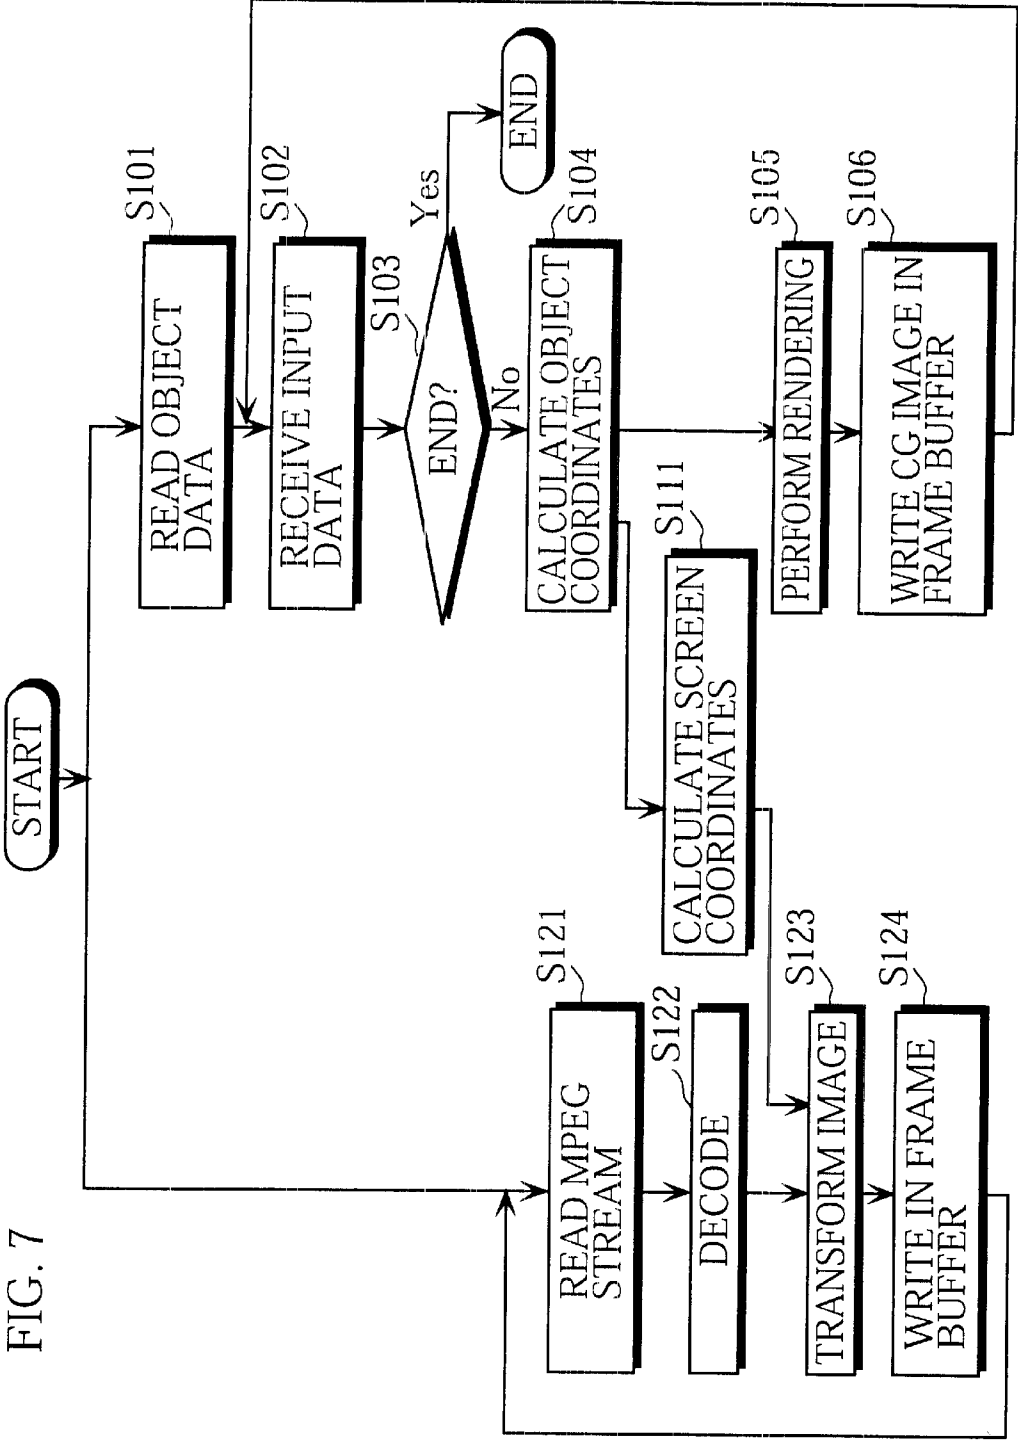 FIG. 7
START
S101
READ OBJECT
DATA
S102
RECEIVE INPUT
DATA
S103
END?
Yes
END
No
S104
CALCULATE OBJECT
COORDINATES
S111
CALCULATE SCREEN
COORDINATES
S105
PERFORM RENDERING
S106
WRITE CG IMAGE IN
FRAME BUFFER
S121
READ MPEG
STREAM
S122
DECODE
S123
TRANSFORM IMAGE
S124
WRITE IN FRAME
BUFFER